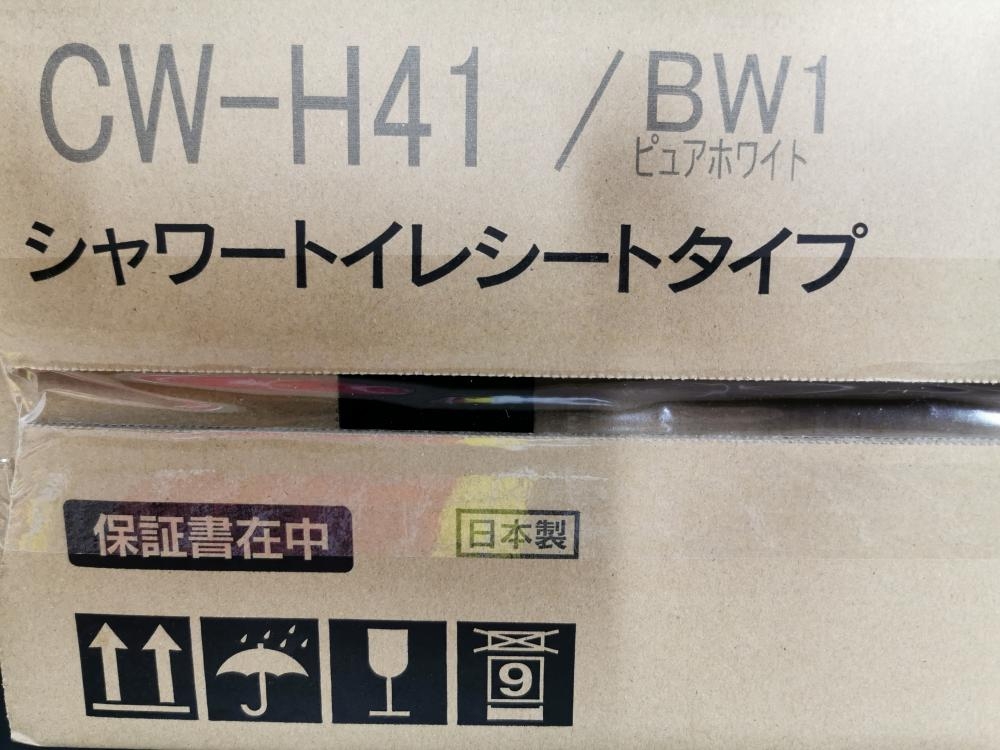 CW-H41 /BW1
ピュアホワイト
シャワートイレシートタイプ
保証書在中
日本製
9